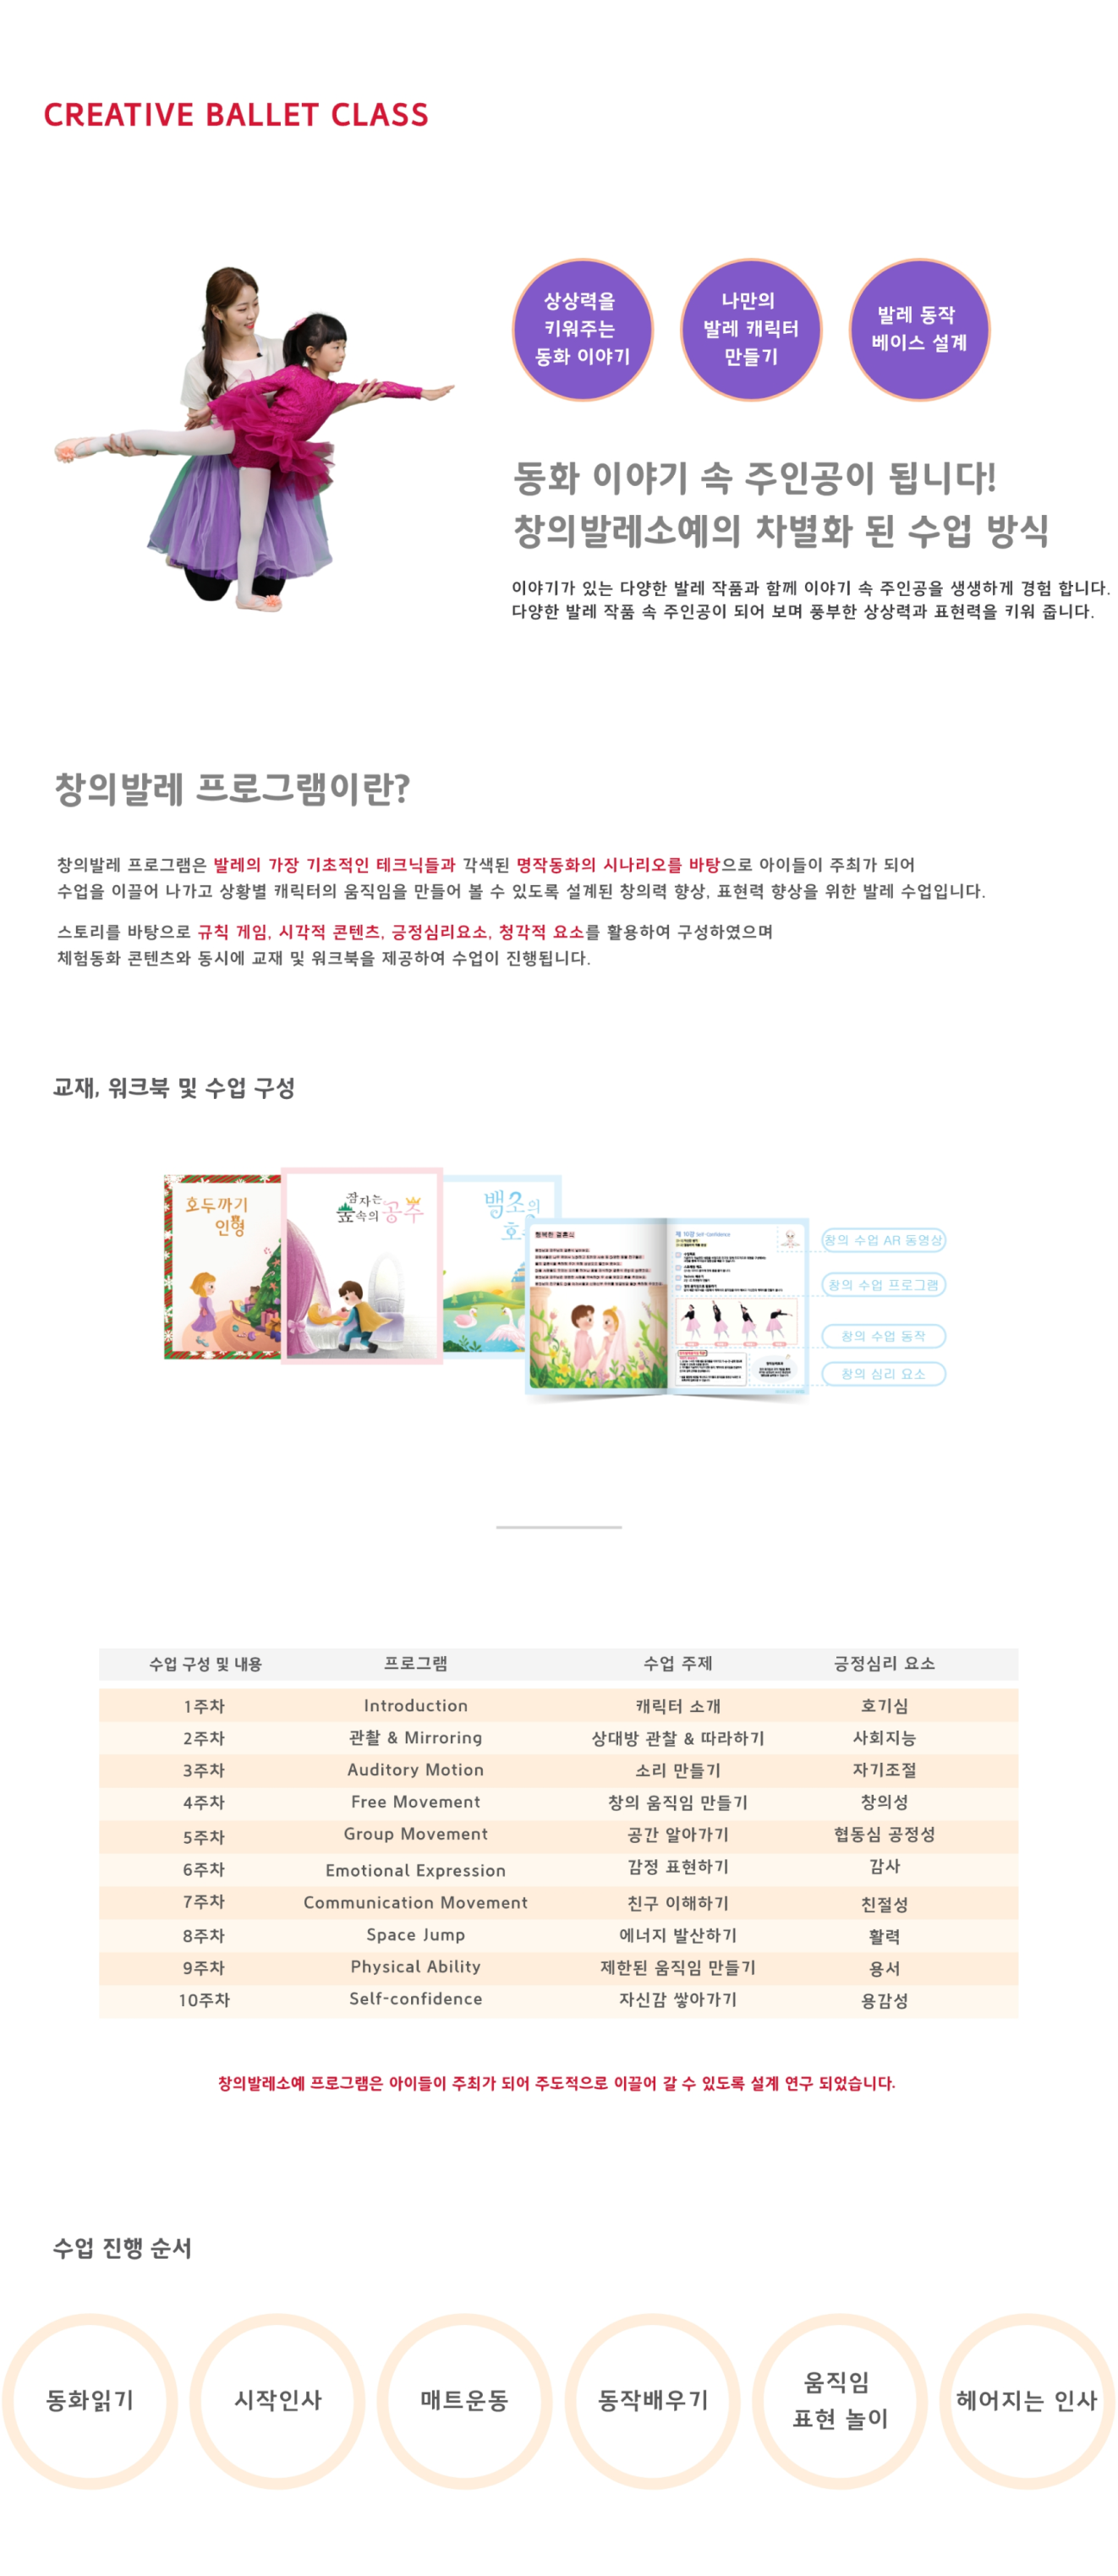 CREATIVE BALLET CLASS
상상력을
키워주는
동화 이야기
나만의
발레 캐릭터
만들기
발레 동작
베이스 설계
동화 이야기 속 주인공이 됩니다!
창의발레소예의 차별화 된 수업 방식
이야기가 있는 다양한 발레 작품과 함께 이야기 속 주인공을 생생하게 경험 합니다.
다양한 발레 작품 속 주인공이 되어 보며 풍부한 상상력과 표현력을 키워 줍니다.
창의발레 프로그램이란?
창의발레 프로그램은 발레의 가장 기초적인 테크닉들과 각색된 명작동화의 시나리오를 바탕으로 아이들이 주최가 되어
수업을 이끌어 나가고 상황별 캐릭터의 움직임을 만들어 볼 수 있도록 설계된 창의력 향상, 표현력 향상을 위한 발레 수업입니다.
스토리를 바탕으로 규칙 게임, 시각적 콘텐츠, 긍정심리요소, 청각적 요소를 활용하여 구성하였으며
체험동화 콘텐츠와 동시에 교재 및 워크북을 제공하여 수업이 진행됩니다.
교재, 워크북 및 수업 구성
호두까기
인형
잠자는
숲속의 공주
백조의
호
행복한 결혼식
제 10강 Self-Confidence
창의 수업 AR 동영상
창의 수업 프로그램
창의 수업 동작
창의 심리 요소
수업 구성 및 내용 프로그램 수업 주제 긍정심리 요소
1주차 Introduction 캐릭터 소개 호기심
2주차 관찰 & Mirroring 상대방 관찰 & 따라하기 사회지능
3주차 Auditory Motion 소리 만들기 자기조절
4주차 Free Movement 창의 움직임 만들기 창의성
5주차 Group Movement 공간 알아가기 협동심 공정성
6주차 Emotional Expression 감정 표현하기 감사
7주차 Communication Movement 친구 이해하기 친절성
8주차 Space Jump 에너지 발산하기 활력
9주차 Physical Ability 제한된 움직임 만들기 용서
10주차 Self-confidence 자신감 쌓아가기 용감성
창의발레소예 프로그램은 아이들이 주최가 되어 주도적으로 이끌어 갈 수 있도록 설계 연구 되었습니다.
수업 진행 순서
동화읽기
시작인사
매트운동
동작배우기
움직임
표현 놀이
헤어지는 인사